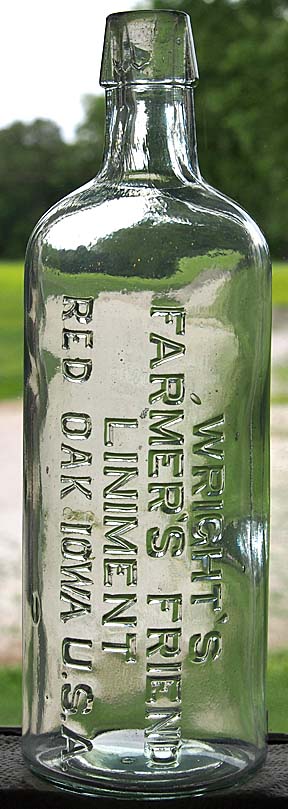 WRIGHT'S
FARMER'S FRIEND
LINIMENT
RED OAK IOWA U.S.A